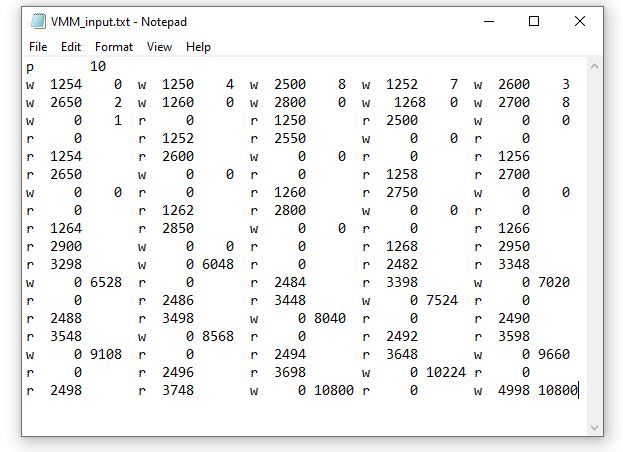 VMM_input.txt - Notepad
File Edit Format View Help
p 10
w 1254 0 w 1250 4 w 2500 8 w 1252 7 w 2600 3
w 2650 2 w 1260 0 w 2800 0 w 1268 0 w 2700 8
w 0 1 r 0 r 1250 r 2500 w 0 0
r 0 r 1252 r 2550 w 0 0 r 0
r 1254 r 2600 w 0 0 r 0 r 1256
r 2650 w 0 0 r 0 r 1258 r 2700
w 0 0 r 0 r 1260 r 2750 w 0 0
r 0 r 1262 r 2800 w 0 0 r 0
r 1264 r 2850 w 0 0 r 0 r 1266
r 2900 w 0 0 r 0 r 1268 r 2950
r 3298 w 0 6048 r 0 r 2482 r 3348
w 0 6528 r 0 r 2484 r 3398 w 0 7020
r 0 r 2486 r 3448 w 0 7524 r 0
r 2488 r 3498 w 0 8040 r 0 r 2490
r 3548 w 0 8568 r 0 r 2492 r 3598
w 0 9108 r 0 r 2494 r 3648 w 0 9660
r 0 r 2496 r 3698 w 0 10224 r 0
r 2498 r 3748 w 0 10800 r 0 w 4998 10800